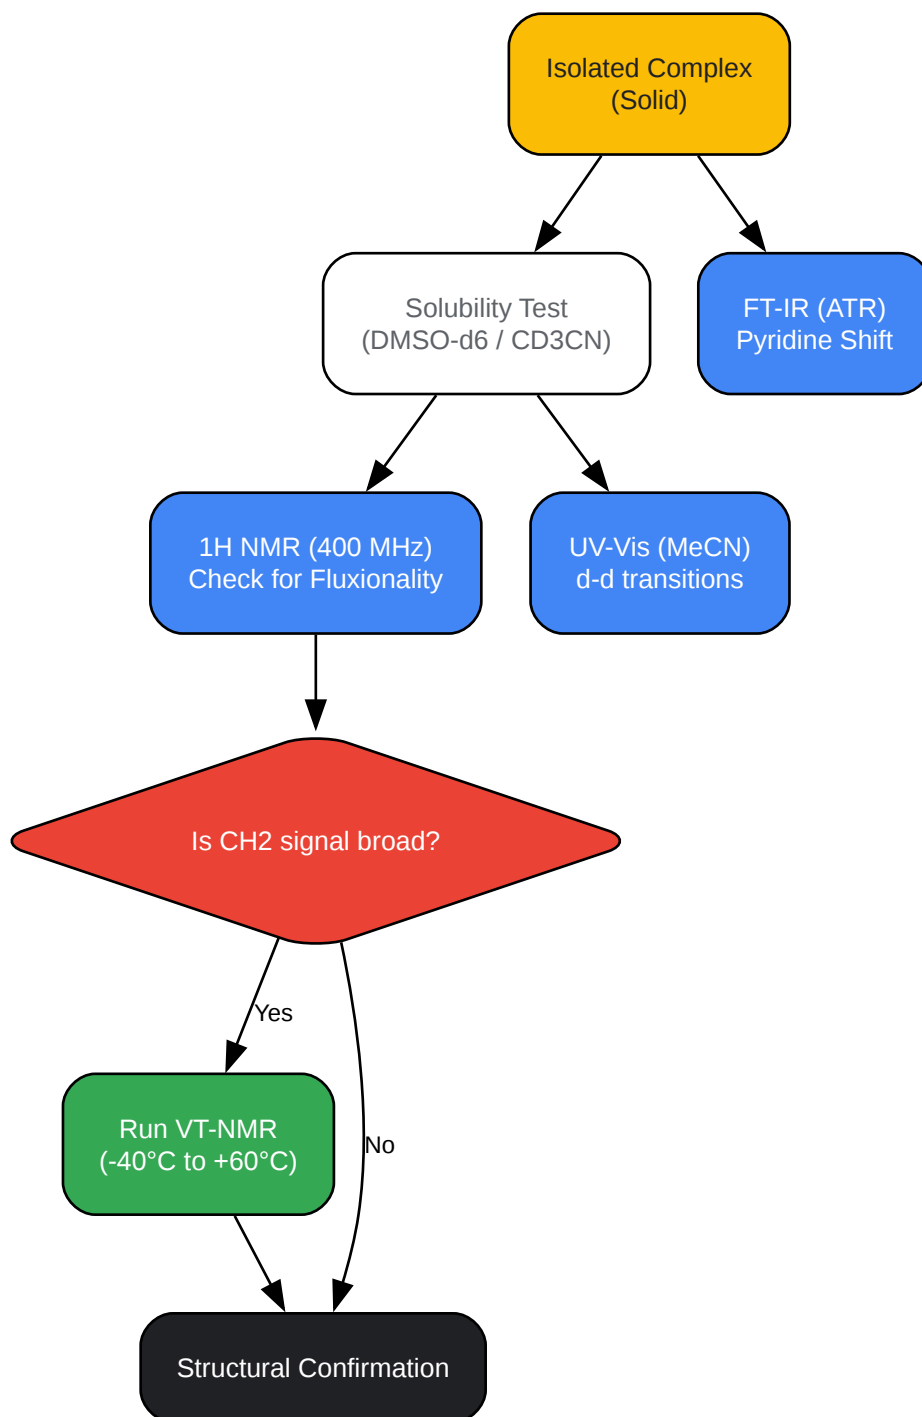 Isolated Complex
(Solid)
Solubility Test
(DMSO-d6 / CD3CN)
FT-IR (ATR)
Pyridine Shift
1H NMR (400 MHz)
Check for Fluxionality
UV-Vis (MeCN)
d-d transitions
Is CH2 signal broad?
Yes
Run VT-NMR
(-40°C to +60°C)
No
Structural Confirmation